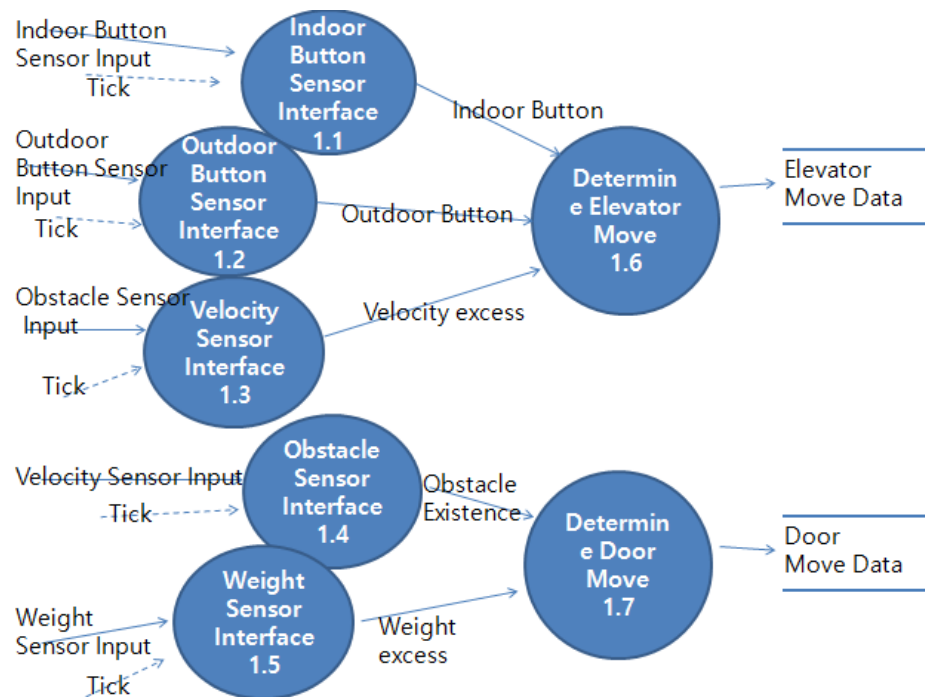 Indoor Button
Sensor Input
Tick
Indoor
Button
Sensor
Interface
1.1
Indoor Button
Outdoor
Button Sensor
Input
Tick
Outdoor
Button
Sensor
Interface
1.2
Outdoor Button
Determin
e Elevator
Move
1.6
Elevator
Move Data
Obstacle Sensor
Input
Tick
Velocity
Sensor
Interface
1.3
Velocity excess
Velocity Sensor Input
Tick
Obstacle
Sensor
Interface
1.4
Obstacle
Existence
Determin
e Door
Move
1.7
Door
Move Data
Weight
Sensor Input
Tick
Weight
Sensor
Interface
1.5
Weight
excess